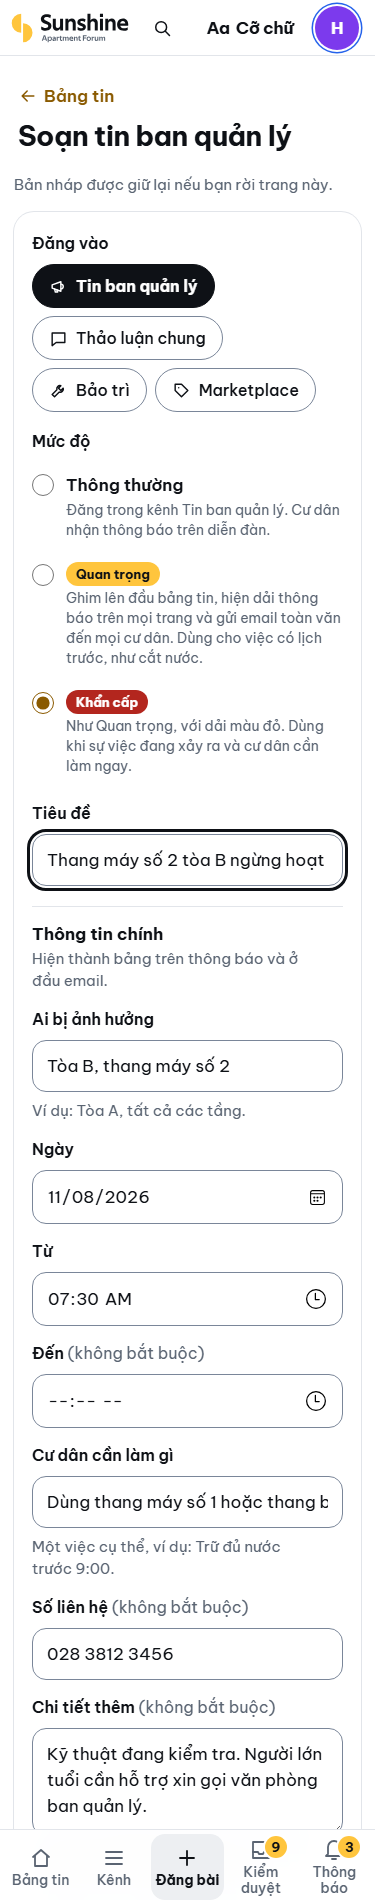 Sunshine
Apartment Forum
Aa Cỡ chữ
H
← Bảng tin
Soạn tin ban quản lý
Bản nháp được giữ lại nếu bạn rời trang này.
Đăng vào
Tin ban quản lý
Thảo luận chung
Bảo trì
Marketplace
Mức độ
Thông thường
Đăng trong kênh Tin ban quản lý. Cư dân
nhận thông báo trên diễn đàn.
Quan trọng
Ghim lên đầu bảng tin, hiện dải thông
báo trên mọi trang và gửi email toàn văn
đến mọi cư dân. Dùng cho việc có lịch
trước, như cắt nước.
Khẩn cấp
Như Quan trọng, với dải màu đỏ. Dùng
khi sự việc đang xảy ra và cư dân cần
làm ngay.
Tiêu đề
Thang máy số 2 tòa B ngừng hoạt
Thông tin chính
Hiện thành bảng trên thông báo và ở
đầu email.
Ai bị ảnh hưởng
Tòa B, thang máy số 2
Ví dụ: Tòa A, tất cả các tầng.
Ngày
11/08/2026
Từ
07:30 AM
Đến (không bắt buộc)
--:-- --
Cư dân cần làm gì
Dùng thang máy số 1 hoặc thang b
Một việc cụ thể, ví dụ: Trữ đủ nước
trước 9:00.
Số liên hệ (không bắt buộc)
028 3812 3456
Chi tiết thêm (không bắt buộc)
Kỹ thuật đang kiểm tra. Người lớn
tuổi cần hỗ trợ xin gọi văn phòng
ban quản lý.
Bảng tin
Kênh
Đăng bài
9
Kiểm
duyệt
3
Thông
báo